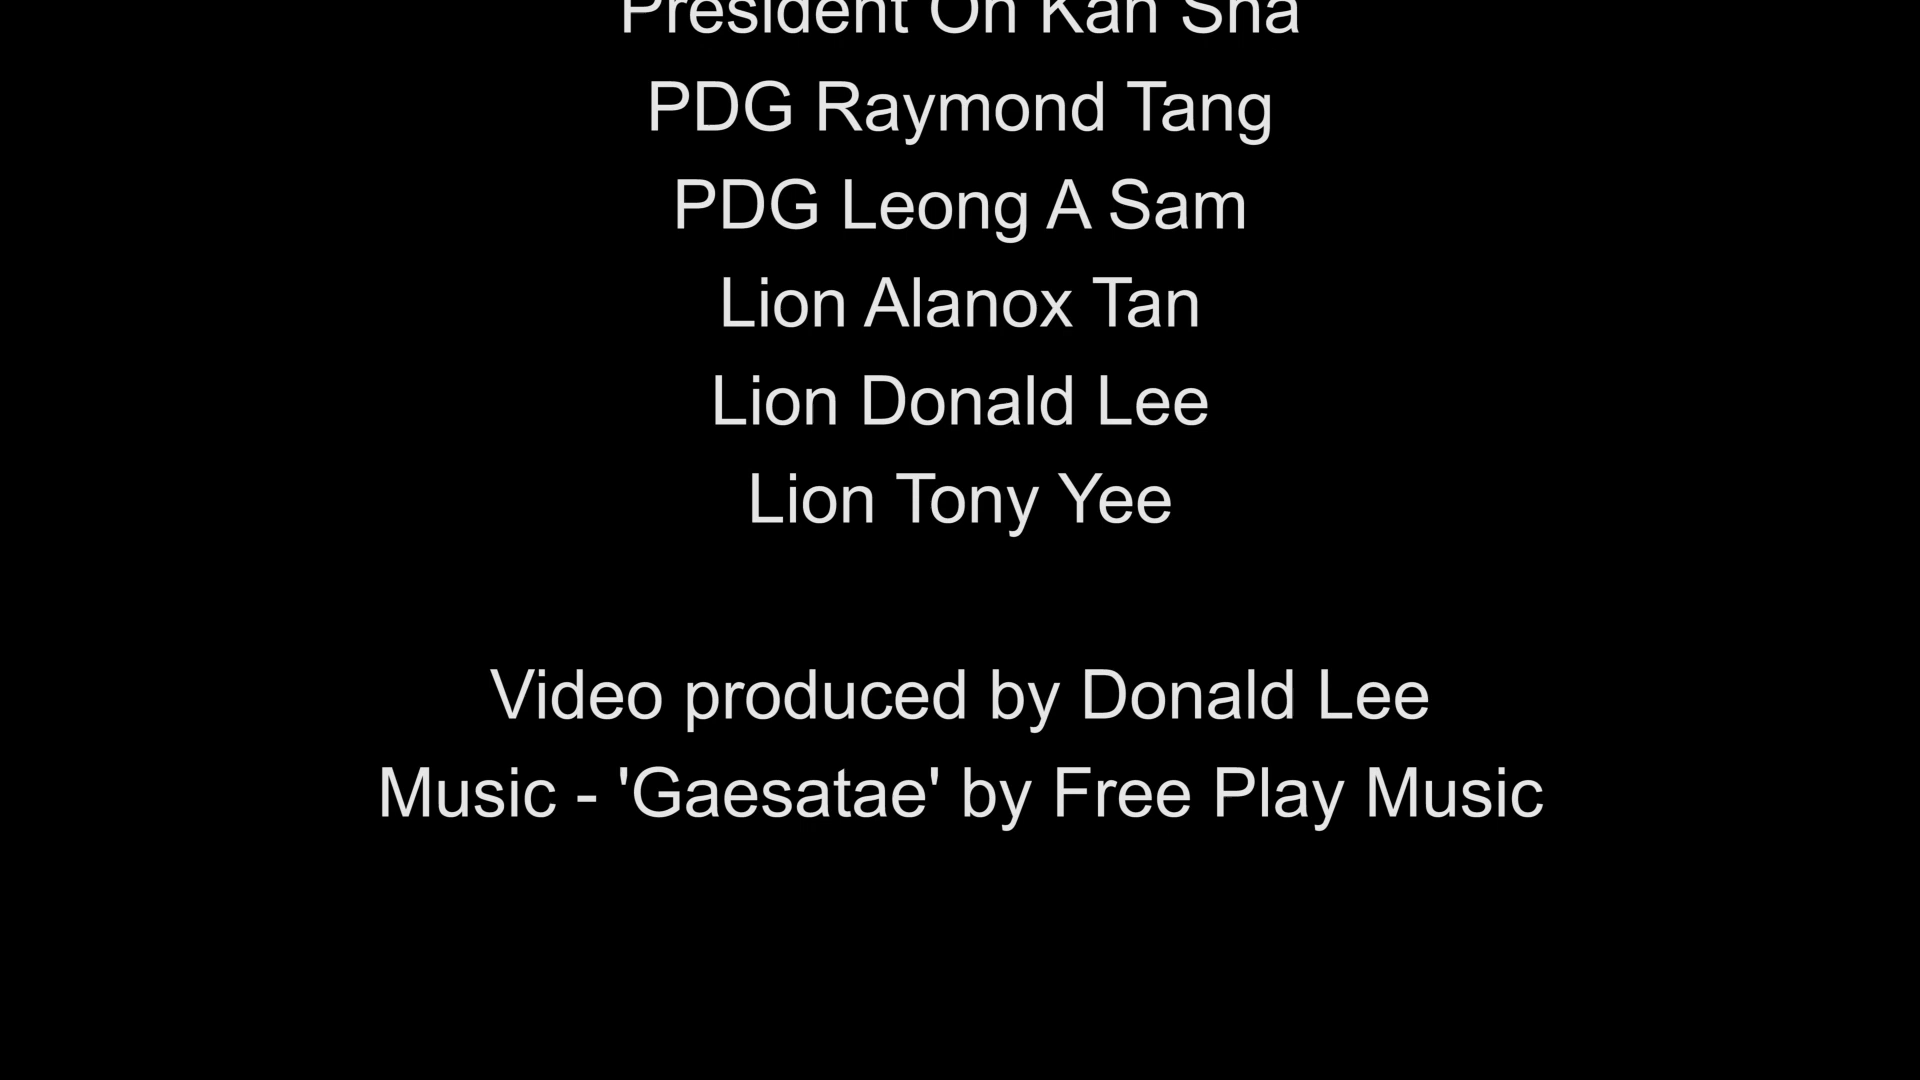 President Oh Kah Sha
PDG Raymond Tang
PDG Leong A Sam
Lion Alanox Tan
Lion Donald Lee
Lion Tony Yee
Video produced by Donald Lee
Music - 'Gaesatae' by Free Play Music